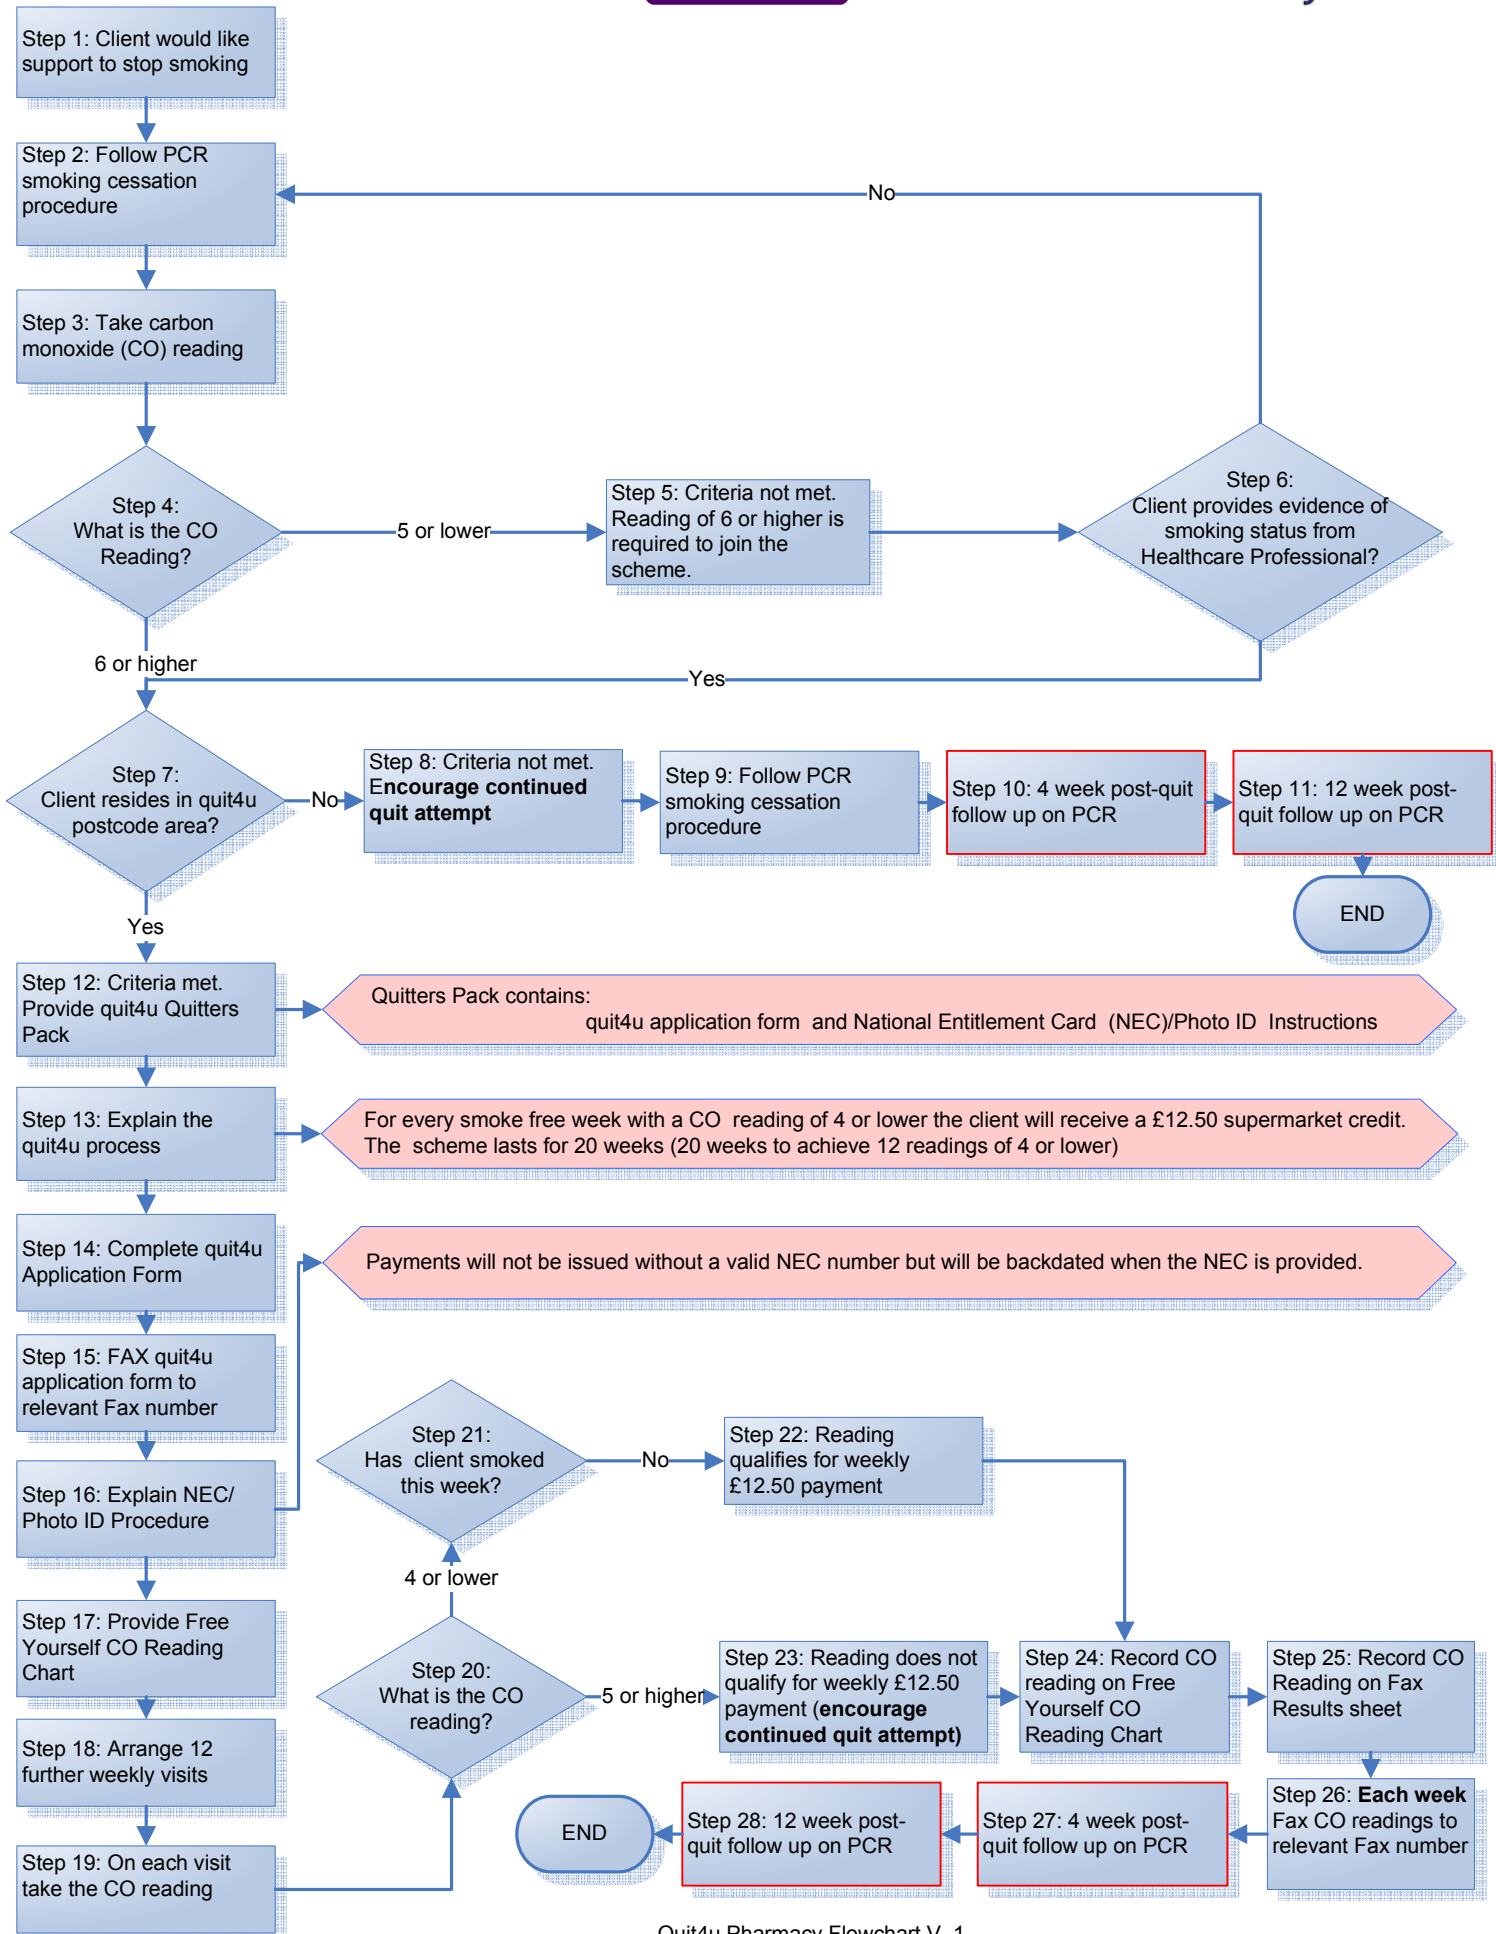 Step 1: Client would like
support to stop smoking
Step 2: Follow PCR
smoking cessation
procedure
No
Step 3: Take carbon
monoxide (CO) reading
Step 4:
What is the CO
Reading?
5 or lower
Step 5: Criteria not met.
Reading of 6 or higher is
required to join the
scheme.
Step 6:
Client provides evidence of
smoking status from
Healthcare Professional?
6 or higher
Yes
Step 7:
Client resides in quit4u
postcode area?
No
Step 8: Criteria not met.
Encourage continued
quit attempt
Step 9: Follow PCR
smoking cessation
procedure
Step 10: 4 week post-quit
follow up on PCR
Step 11: 12 week post-
quit follow up on PCR
END
Yes
Step 12: Criteria met.
Provide quit4u Quitters
Pack
Quitters Pack contains:
quit4u application form and National Entitlement Card (NEC)/Photo ID Instructions
Step 13: Explain the
quit4u process
For every smoke free week with a CO reading of 4 or lower the client will receive a £12.50 supermarket credit.
The scheme lasts for 20 weeks (20 weeks to achieve 12 readings of 4 or lower)
Step 14: Complete quit4u
Application Form
Payments will not be issued without a valid NEC number but will be backdated when the NEC is provided.
Step 15: FAX quit4u
application form to
relevant Fax number
Step 16: Explain NEC/
Photo ID Procedure
Step 21:
Has client smoked
this week?
No
Step 22: Reading
qualifies for weekly
£12.50 payment
4 or lower
Step 17: Provide Free
Yourself CO Reading
Chart
Step 20:
What is the CO
reading?
5 or higher
Step 23: Reading does not
qualify for weekly £12.50
payment (encourage
continued quit attempt)
Step 24: Record CO
reading on Free
Yourself CO
Reading Chart
Step 25: Record CO
Reading on Fax
Results sheet
Step 18: Arrange 12
further weekly visits
Step 26: Each week
Fax CO readings to
relevant Fax number
Step 27: 4 week post-
quit follow up on PCR
Step 28: 12 week post-
quit follow up on PCR
END
Step 19: On each visit
take the CO reading
Quit4u Pharmacy Flowchart V. 1